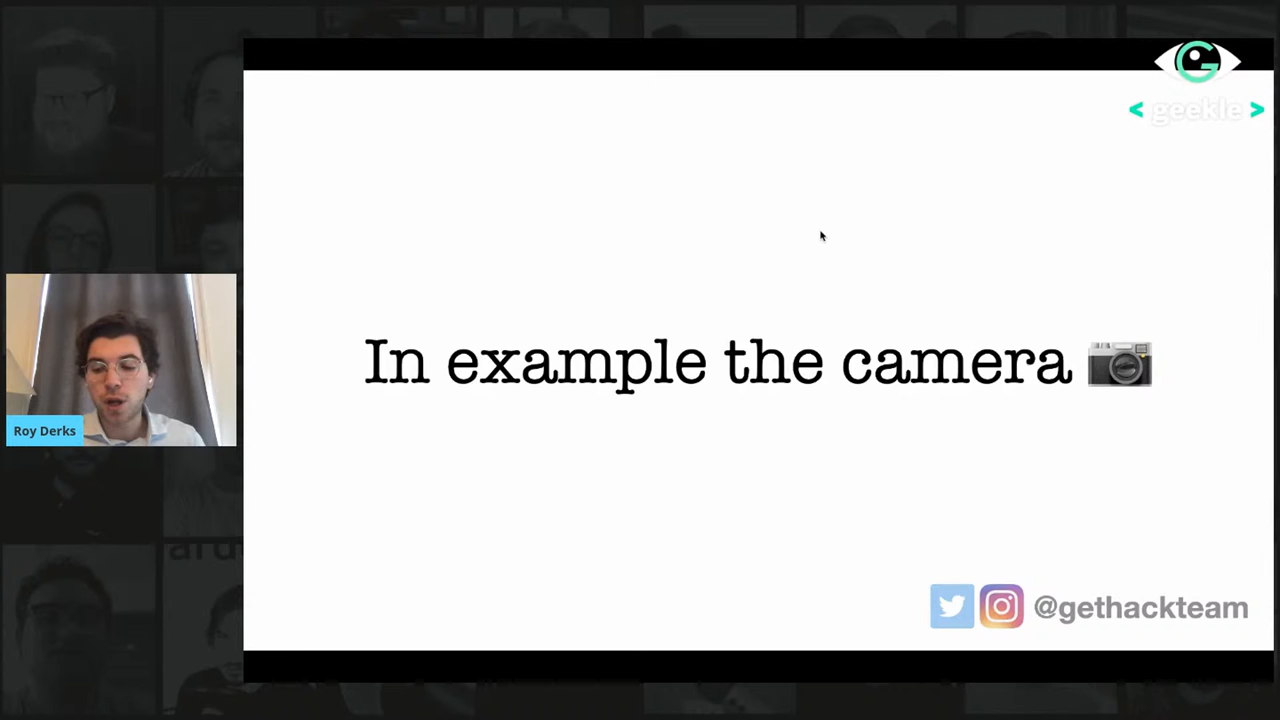 < geekle >
In example the camera
Roy Derks
@gethackteam